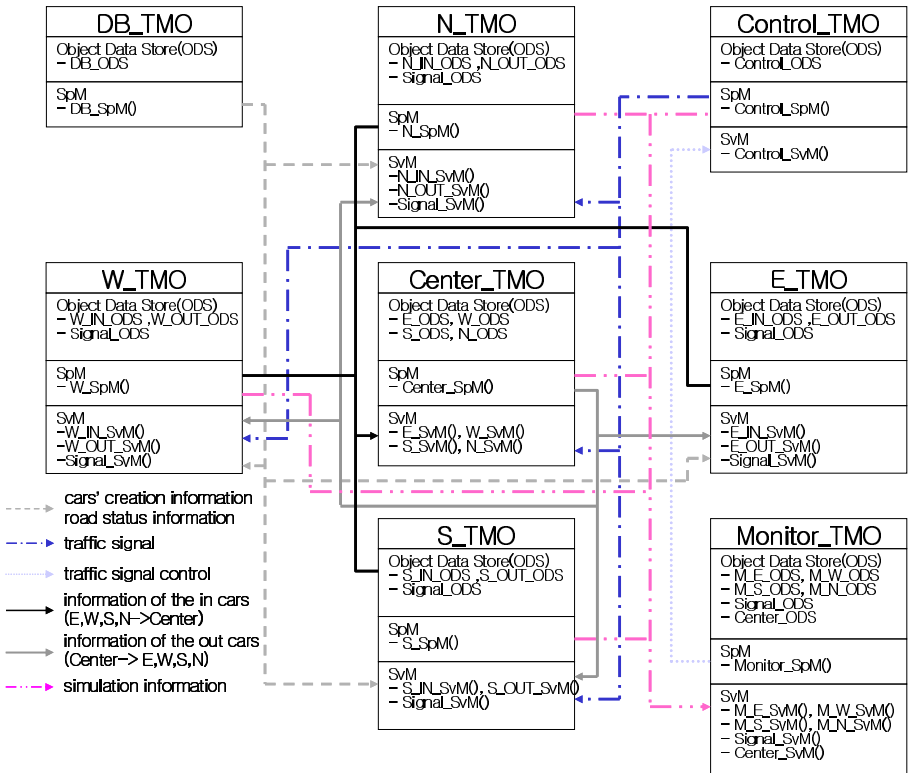 DB_TMO
Object Data Store(ODS)
- DB_ODS
SpM
- DB_SpM()
N_TMO
Object Data Store(ODS)
- N_IN_ODS ,N_OUT_ODS
- Signal_ODS
SpM
- N_SpM()
SvM
-N_IN_SvM()
-N_OUT_SvM()
-Signal_SvM()
Control_TMO
Object Data Store(ODS)
- Control_ODS
SpM
- Control_SpM()
SvM
- Control_SvM()
W_TMO
Object Data Store(ODS)
- W_IN_ODS ,W_OUT_ODS
- Signal_ODS
SpM
- W_SpM()
SvM
-W_IN_SvM()
-W_OUT_SvM()
-Signal_SvM()
Center_TMO
Object Data Store(ODS)
- E_ODS, W_ODS
- S_ODS, N_ODS
SpM
- Center_SpM()
SvM
- E_SvM(), W_SvM()
- S_SvM(), N_SvM()
E_TMO
Object Data Store(ODS)
- E_IN_ODS ,E_OUT_ODS
- Signal_ODS
SpM
- E_SpM()
SvM
-E_IN_SvM()
-E_OUT_SvM()
-Signal_SvM()
cars' creation information
road status information
traffic signal
traffic signal control
information of the in cars
(E,W,S,N->Center)
information of the out cars
(Center-> E,W,S,N)
simulation information
S_TMO
Object Data Store(ODS)
- S_IN_ODS ,S_OUT_ODS
- Signal_ODS
SpM
- S_SpM()
SvM
- S_IN_SvM(), S_OUT_SvM()
- Signal_SvM()
Monitor_TMO
Object Data Store(ODS)
- M_E_ODS, M_W_ODS
- M_S_ODS, M_N_ODS
- Signal_ODS
- Center_ODS
SpM
- Monitor_SpM()
SvM
- M_E_SvM(), M_W_SvM()
- M_S_SvM(), M_N_SvM()
- Signal_SvM()
- Center_SvM()